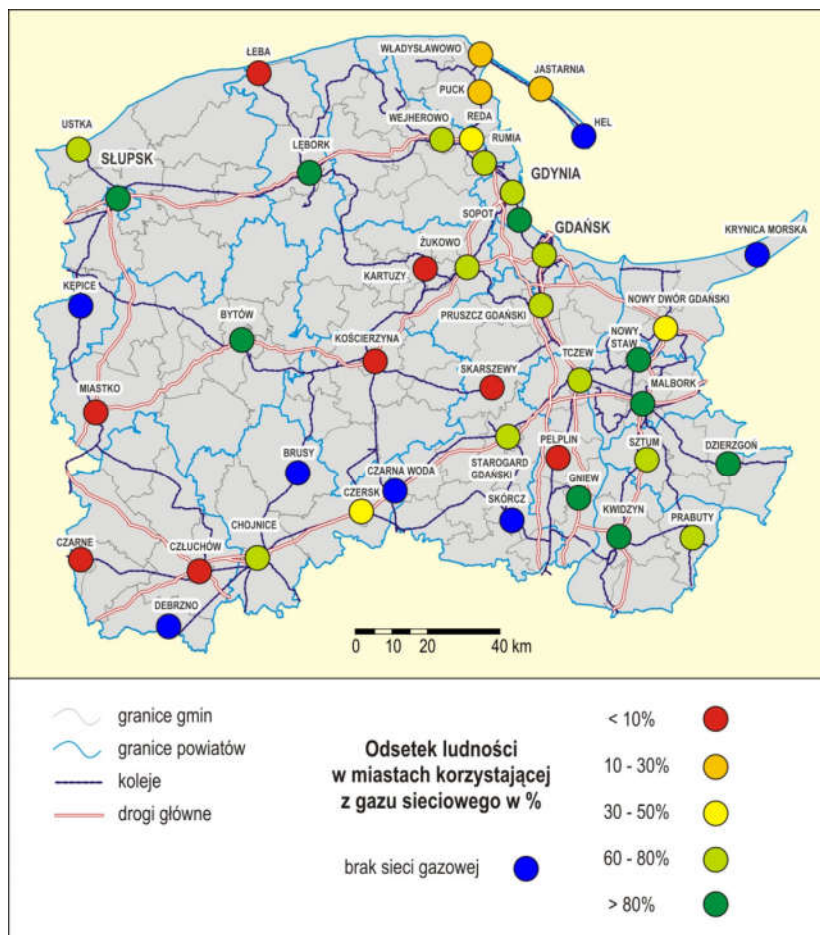 WŁADYSŁAWOWO
ŁEBA
JASTARNIA
PUCK
HEL
USTKA
WEJHEROWO
REDA
RUMIA
LĘBORK
SŁUPSK
GDYNIA
SOPOT
GDAŃSK
KRYNICA MORSKA
ŻUKOWO
KARTUZY
KĘPICE
NOWY DWÓR GDAŃSKI
BYTÓW
PRUSZCZ GDAŃSKI
NOWY
STAW
KOŚCIERZYNA
TCZEW
SKARSZEWY
MALBORK
MIASTKO
PELPLIN
SZTUM
DZIERZGOŃ
BRUSY
CZARNA WODA
STAROGARD
GDAŃSKI
GNIEW
SKÓRCZ
CZERSK
KWIDZYN
PRABUTY
CHOJNICE
CZARNE
CZŁUCHÓW
DEBRZNO
0 10 20 40 km
granice gmin
granice powiatów
koleje
drogi główne
Odsetek ludności
w miastach korzystającej
z gazu sieciowego w %
brak sieci gazowej
< 10%
10 - 30%
30 - 50%
60 - 80%
> 80%